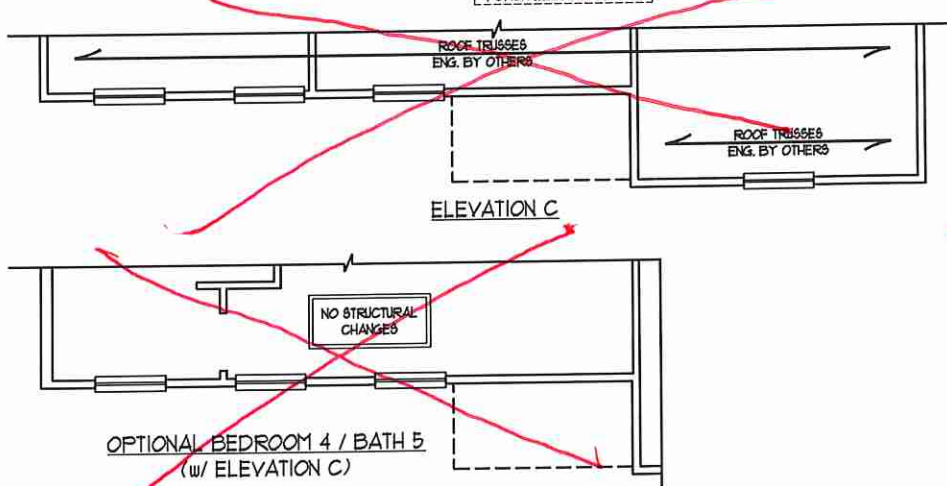 ROOF TRUSSES
ENG. BY OTHERS
ROOF TRUSSES
ENG. BY OTHERS
ELEVATION C
NO STRUCTURAL
CHANGES
OPTIONAL BEDROOM 4 / BATH 5
(w/ ELEVATION C)